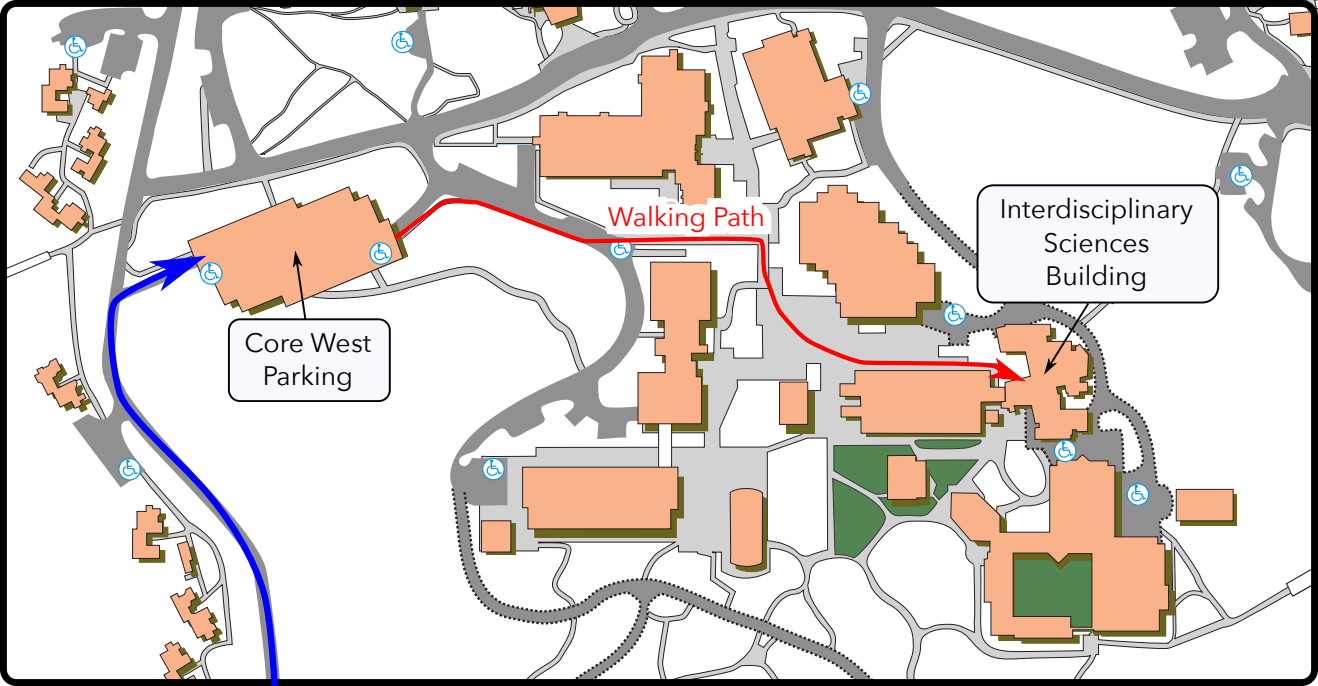 Walking Path
Interdisciplinary
Sciences
Building
Core West
Parking